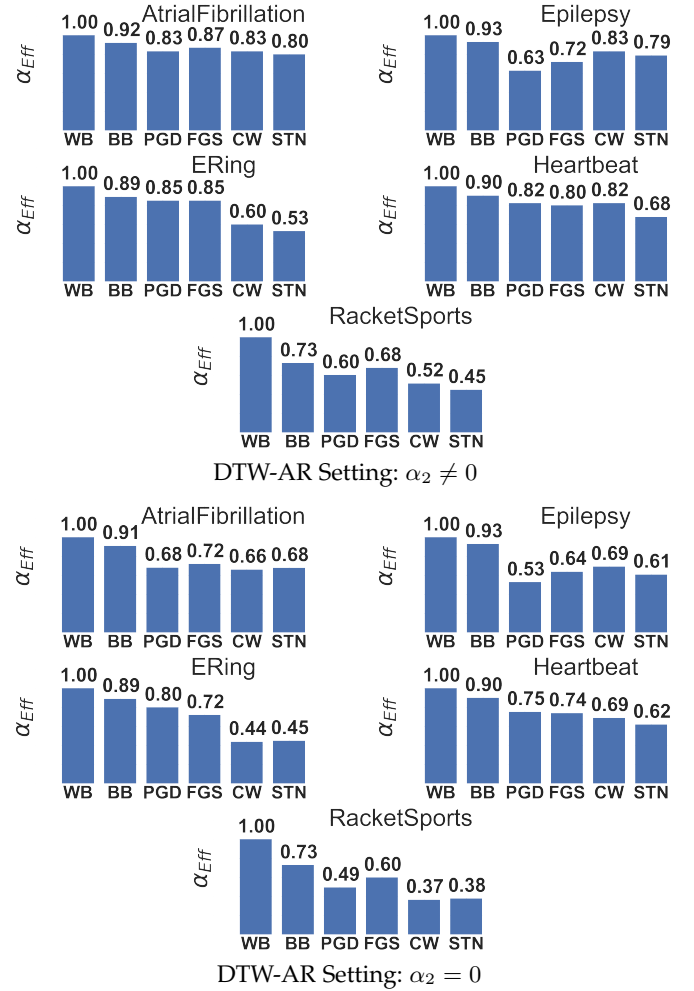 AtrialFibrillation
1.00 0.92 0.83 0.87 0.83 0.80
α_Eff
WB BB PGD FGS CW STN
Epilepsy
1.00 0.93 0.63 0.72 0.83 0.79
α_Eff
WB BB PGD FGS CW STN
ERing
1.00 0.89 0.85 0.85 0.60 0.53
α_Eff
WB BB PGD FGS CW STN
Heartbeat
1.00 0.90 0.82 0.80 0.82 0.68
α_Eff
WB BB PGD FGS CW STN
RacketSports
1.00 0.73 0.60 0.68 0.52 0.45
α_Eff
WB BB PGD FGS CW STN
DTW-AR Setting: α₂ ≠ 0
AtrialFibrillation
1.00 0.91 0.68 0.72 0.66 0.68
α_Eff
WB BB PGD FGS CW STN
Epilepsy
1.00 0.93 0.53 0.64 0.69 0.61
α_Eff
WB BB PGD FGS CW STN
ERing
1.00 0.89 0.80 0.72 0.44 0.45
α_Eff
WB BB PGD FGS CW STN
Heartbeat
1.00 0.90 0.75 0.74 0.69 0.62
α_Eff
WB BB PGD FGS CW STN
RacketSports
1.00 0.73 0.49 0.60 0.37 0.38
α_Eff
WB BB PGD FGS CW STN
DTW-AR Setting: α₂ = 0